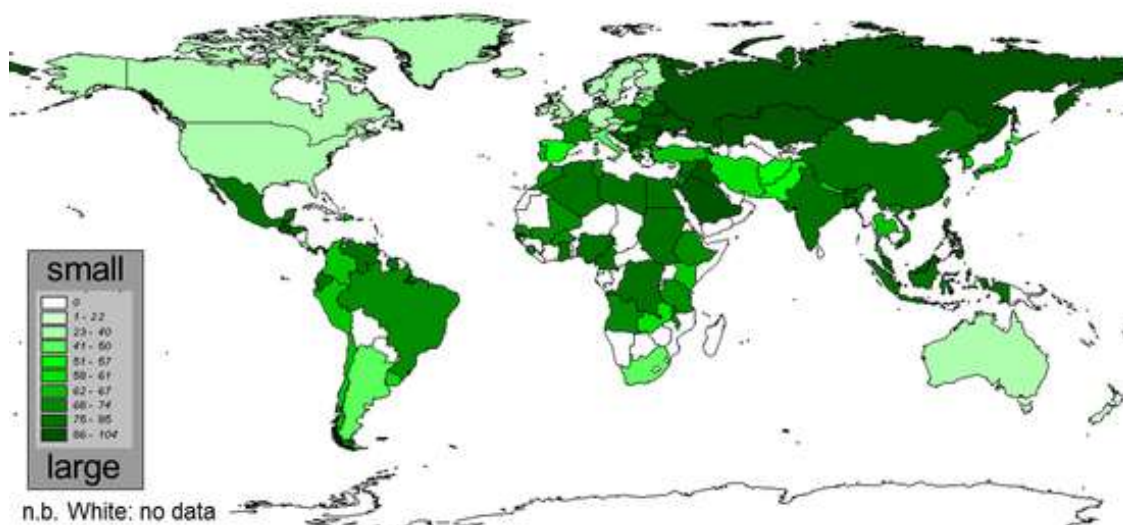 small
0
1 - 22
23 - 40
41 - 50
51 - 57
58 - 61
62 - 67
68 - 74
75 - 85
86 - 104
large
n.b. White: no data